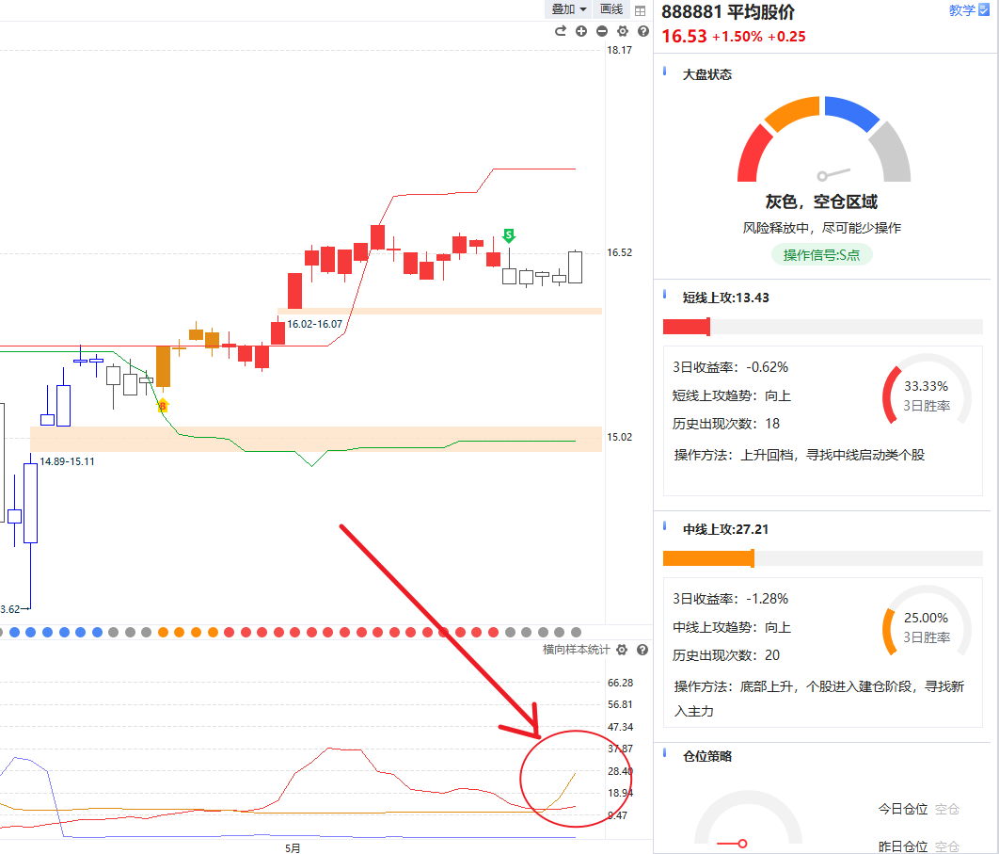 叠加 画线
18.17
16.52
S
16.02-16.07
B
15.02
14.89-15.11
3.62
横向样本统计
66.28
56.81
47.34
37.87
28.40
18.94
9.47
5月
888881 平均股价
教学
16.53 +1.50% +0.25
大盘状态
灰色，空仓区域
风险释放中，尽可能少操作
操作信号:S点
短线上攻:13.43
3日收益率：-0.62%
短线上攻趋势：向上
历史出现次数：18
33.33%
3日胜率
操作方法：上升回档，寻找中线启动类个股
中线上攻:27.21
3日收益率：-1.28%
中线上攻趋势：向上
历史出现次数：20
25.00%
3日胜率
操作方法：底部上升，个股进入建仓阶段，寻找新
入主力
仓位策略
今日仓位 空仓
昨日仓位 空仓